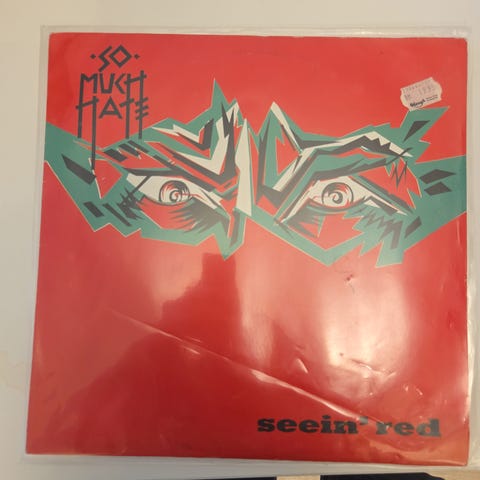 ·SO·
MUCH
HATE
seein' red